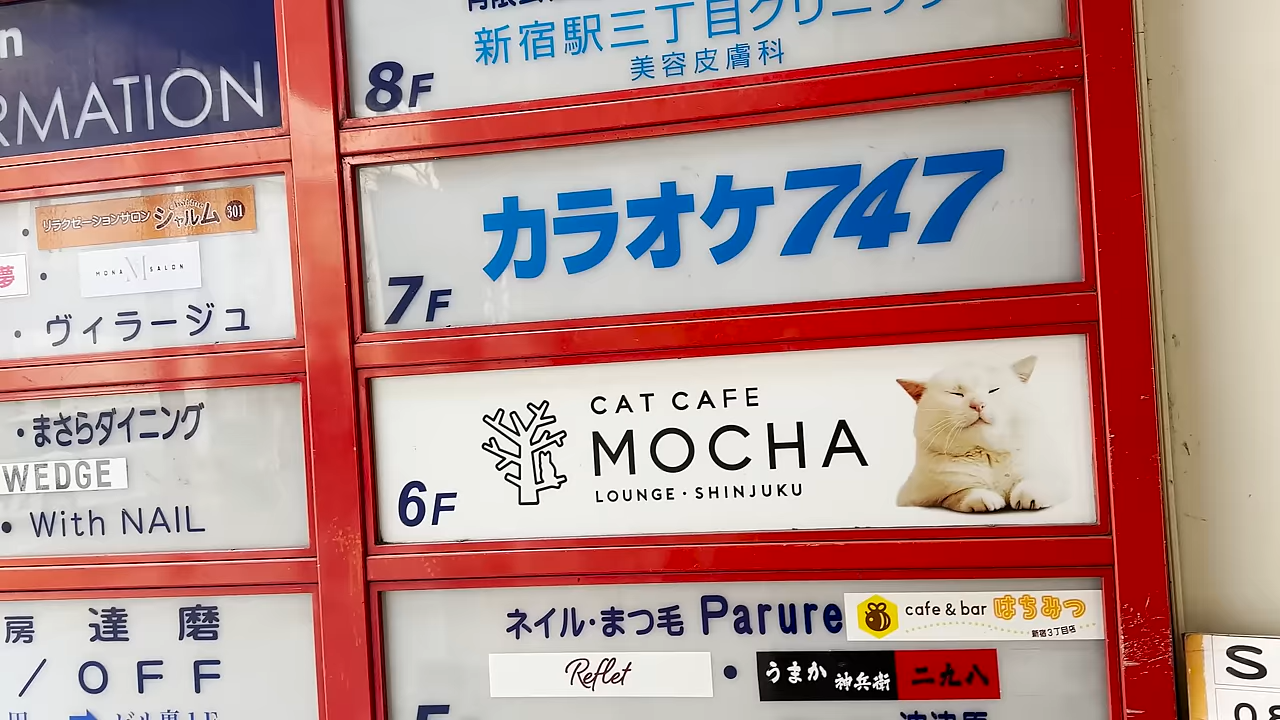 n
RMATION
リラクゼーションサロン シャルム 301
夢・MONA M SALON
・ヴィラージュ
・まさらダイニング
WEDGE
・With NAIL
房 達 磨
/OFF
新宿駅三丁目クリニック
美容皮膚科
8F
カラオケ747
7F
CAT CAFE
MOCHA
LOUNGE・SHINJUKU
6F
ネイル・まつ毛 Parure cafe & bar はちみつ
新宿3丁目店
Reflet・うまか 神兵衛 二九八
S